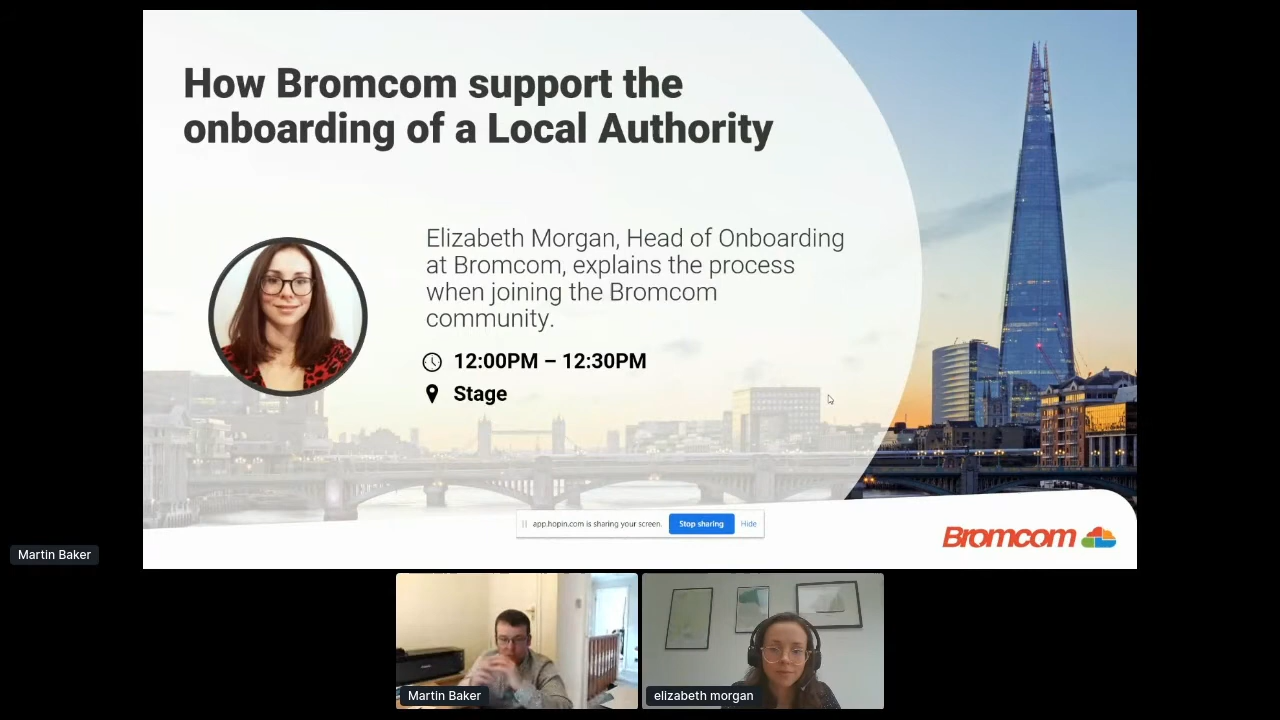 How Bromcom support the
onboarding of a Local Authority
Elizabeth Morgan, Head of Onboarding
at Bromcom, explains the process
when joining the Bromcom
community.
12:00PM – 12:30PM
Stage
app.hopin.com is sharing your screen. Stop sharing Hide
Bromcom
Martin Baker
Martin Baker
elizabeth morgan